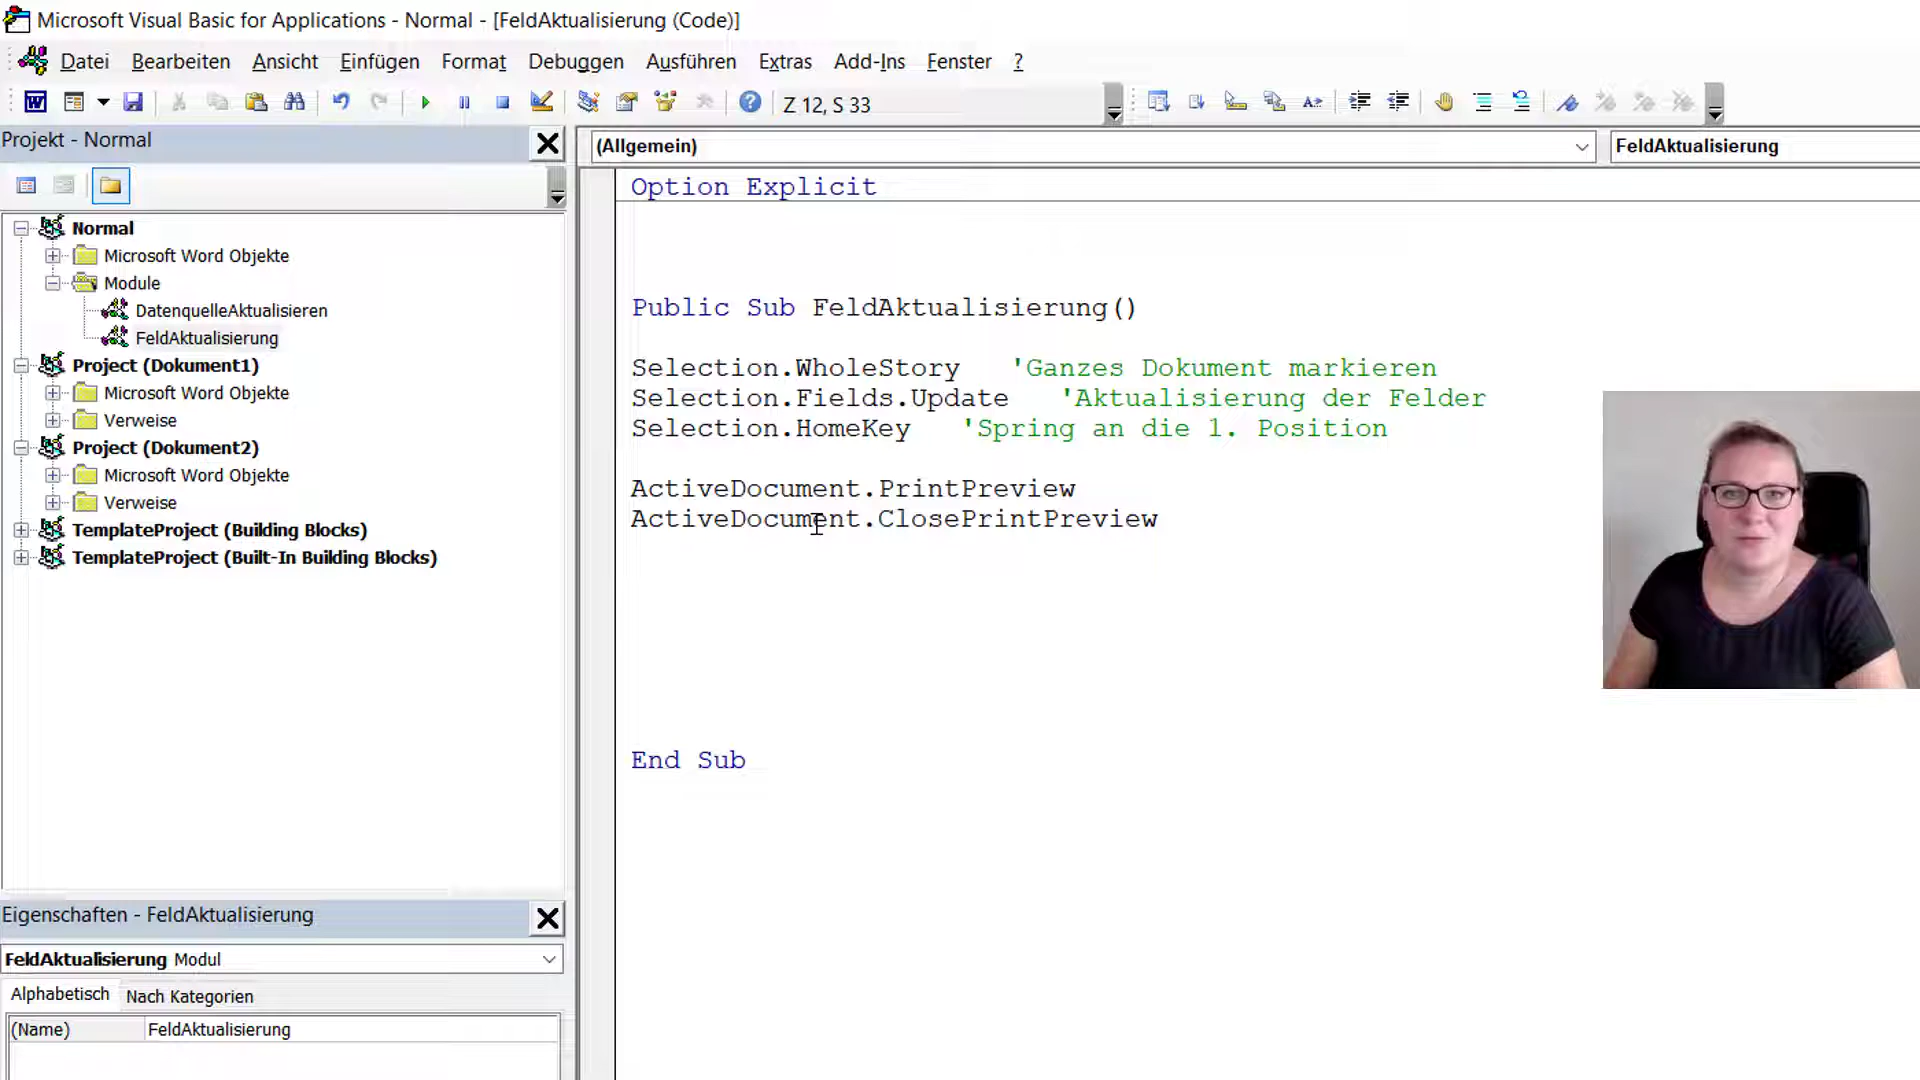 Microsoft Visual Basic for Applications - Normal - [FeldAktualisierung (Code)]
Datei Bearbeiten Ansicht Einfügen Format Debuggen Ausführen Extras Add-Ins Fenster ?
Z 12, S 33
Projekt - Normal
Normal
Microsoft Word Objekte
Module
DatenquelleAktualisieren
FeldAktualisierung
Project (Dokument1)
Microsoft Word Objekte
Verweise
Project (Dokument2)
Microsoft Word Objekte
Verweise
TemplateProject (Building Blocks)
TemplateProject (Built-In Building Blocks)
Eigenschaften - FeldAktualisierung
FeldAktualisierung Modul
Alphabetisch Nach Kategorien
(Name) FeldAktualisierung
(Allgemein) FeldAktualisierung
Option Explicit
Public Sub FeldAktualisierung()
Selection.WholeStory 'Ganzes Dokument markieren
Selection.Fields.Update 'Aktualisierung der Felder
Selection.HomeKey 'Spring an die 1. Position
ActiveDocument.PrintPreview
ActiveDocument.ClosePrintPreview
End Sub